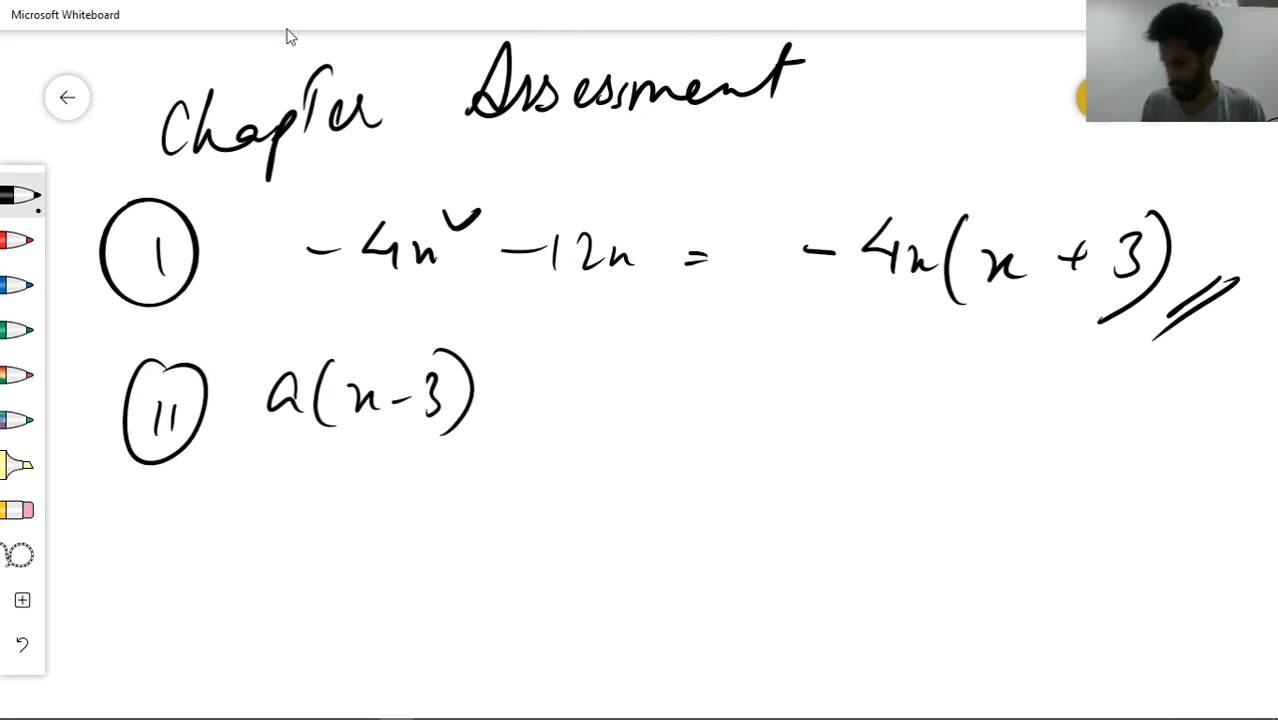 Microsoft Whiteboard
Chapter Assessment
1 -4x² -12x = -4x(x + 3)
11 a(x-3)